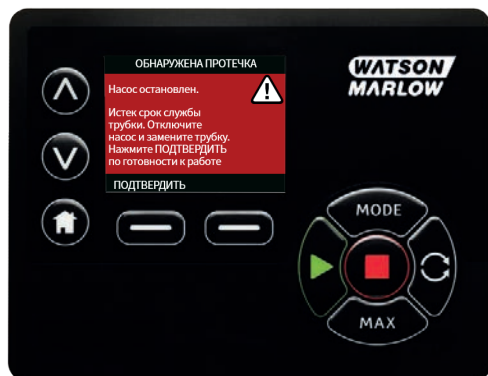 ОБНАРУЖЕНА ПРОТЕЧКА
Насос остановлен.
Истек срок службы
трубки. Отключите
насос и замените трубку.
Нажмите ПОДТВЕРДИТЬ
по готовности к работе
ПОДТВЕРДИТЬ
WATSON
MARLOW
MODE
MAX